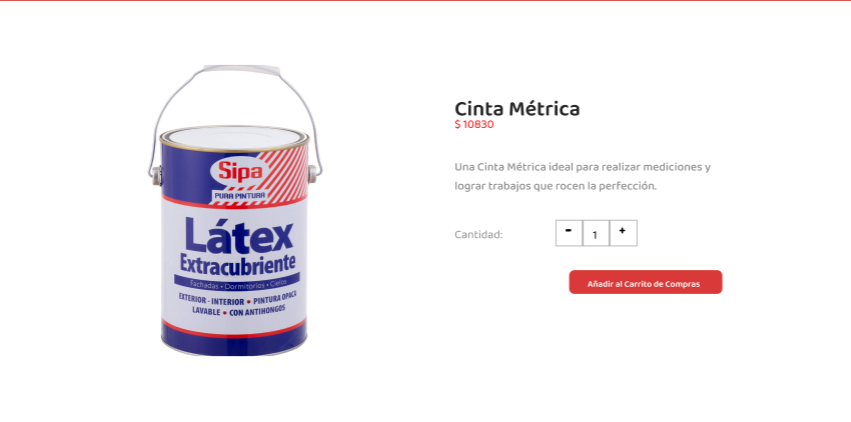 Sipa
PURA PINTURA
Látex
Extracubriente
Fachadas • Dormitorios • Cielos
EXTERIOR - INTERIOR • PINTURA OPACA
LAVABLE • CON ANTIHONGOS
Cinta Métrica
$ 10830
Una Cinta Métrica ideal para realizar mediciones y
lograr trabajos que rocen la perfección.
Cantidad: - 1 +
Añadir al Carrito de Compras